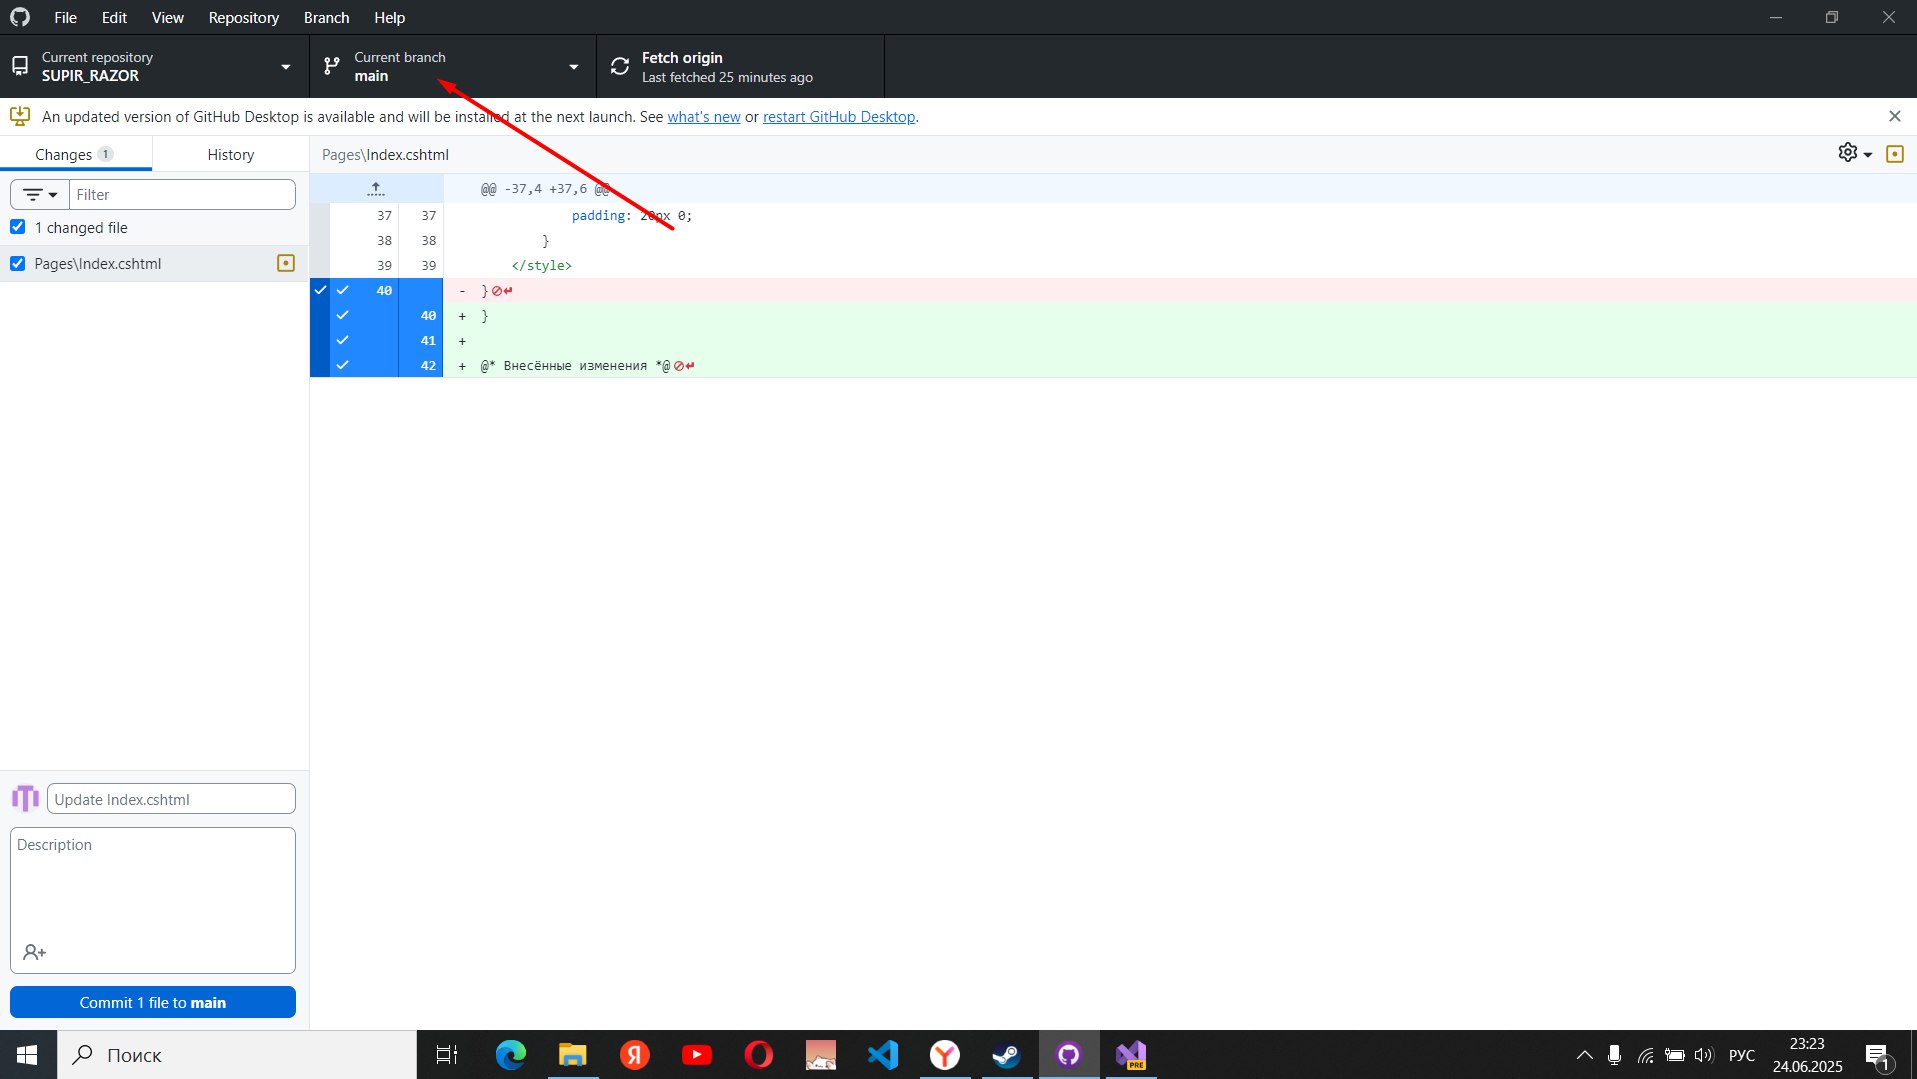 File Edit View Repository Branch Help
Current repository
SUPIR_RAZOR
Current branch
main
Fetch origin
Last fetched 25 minutes ago
An updated version of GitHub Desktop is available and will be installed at the next launch. See what's new or restart GitHub Desktop.
Changes 1 History
Pages\Index.cshtml
Filter
1 changed file
Pages\Index.cshtml
@@ -37,4 +37,6 @@
37 37 padding: 20px 0;
38 38 }
39 39 </style>
40 - }
40 + }
41 +
42 + @* Внесённые изменения *@
Update Index.cshtml
Description
Commit 1 file to main
Поиск
Я
Y
PRE
РУС
23:23
24.06.2025
1